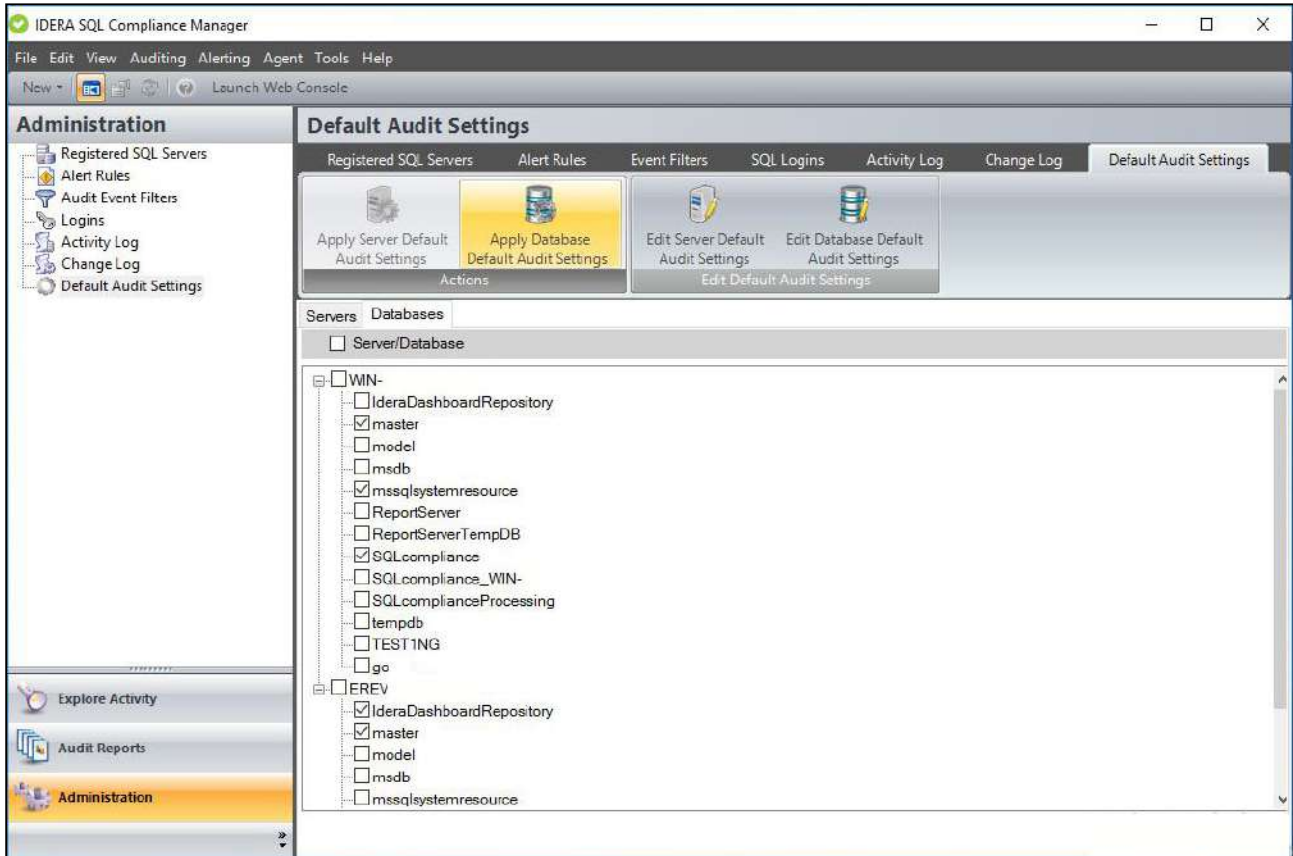 IDERA SQL Compliance Manager
File Edit View Auditing Alerting Agent Tools Help
New Launch Web Console
Administration
Registered SQL Servers
Alert Rules
Audit Event Filters
Logins
Activity Log
Change Log
Default Audit Settings
Explore Activity
Audit Reports
Administration
Default Audit Settings
Registered SQL Servers Alert Rules Event Filters SQL Logins Activity Log Change Log Default Audit Settings
Apply Server Default
Audit Settings
Apply Database
Default Audit Settings
Actions
Edit Server Default
Audit Settings
Edit Database Default
Audit Settings
Edit Default Audit Settings
Servers Databases
Server/Database
WIN-
IderaDashboardRepository
master
model
msdb
mssqlsystemresource
ReportServer
ReportServerTempDB
SQLcompliance
SQLcompliance_WIN-
SQLcomplianceProcessing
tempdb
TEST1NG
go
EREV
IderaDashboardRepository
master
model
msdb
mssqlsystemresource